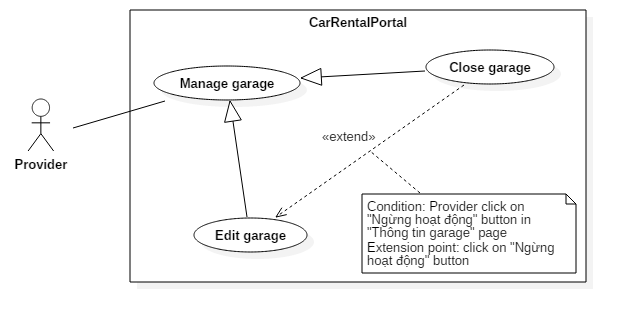 CarRentalPortal
Manage garage
Close garage
Provider
«extend»
Edit garage
Condition: Provider click on
"Ngừng hoạt động" button in
"Thông tin garage" page
Extension point: click on "Ngừng
hoạt động" button